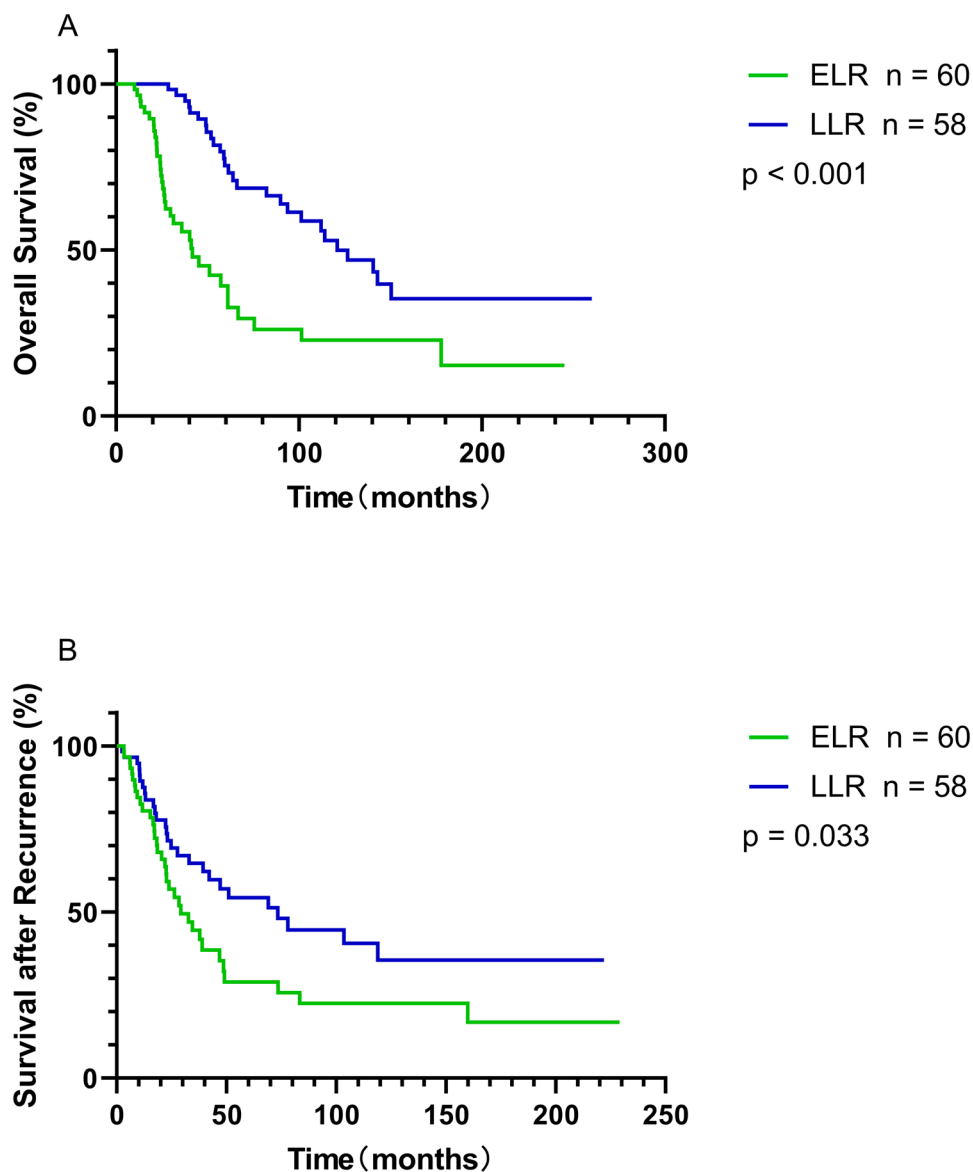 A
Overall Survival (%)
100
50
0
0 100 200 300
Time（months）
ELR n = 60
LLR n = 58
p < 0.001
B
Survival after Recurrence (%)
100
50
0
0 50 100 150 200 250
Time（months）
ELR n = 60
LLR n = 58
p = 0.033